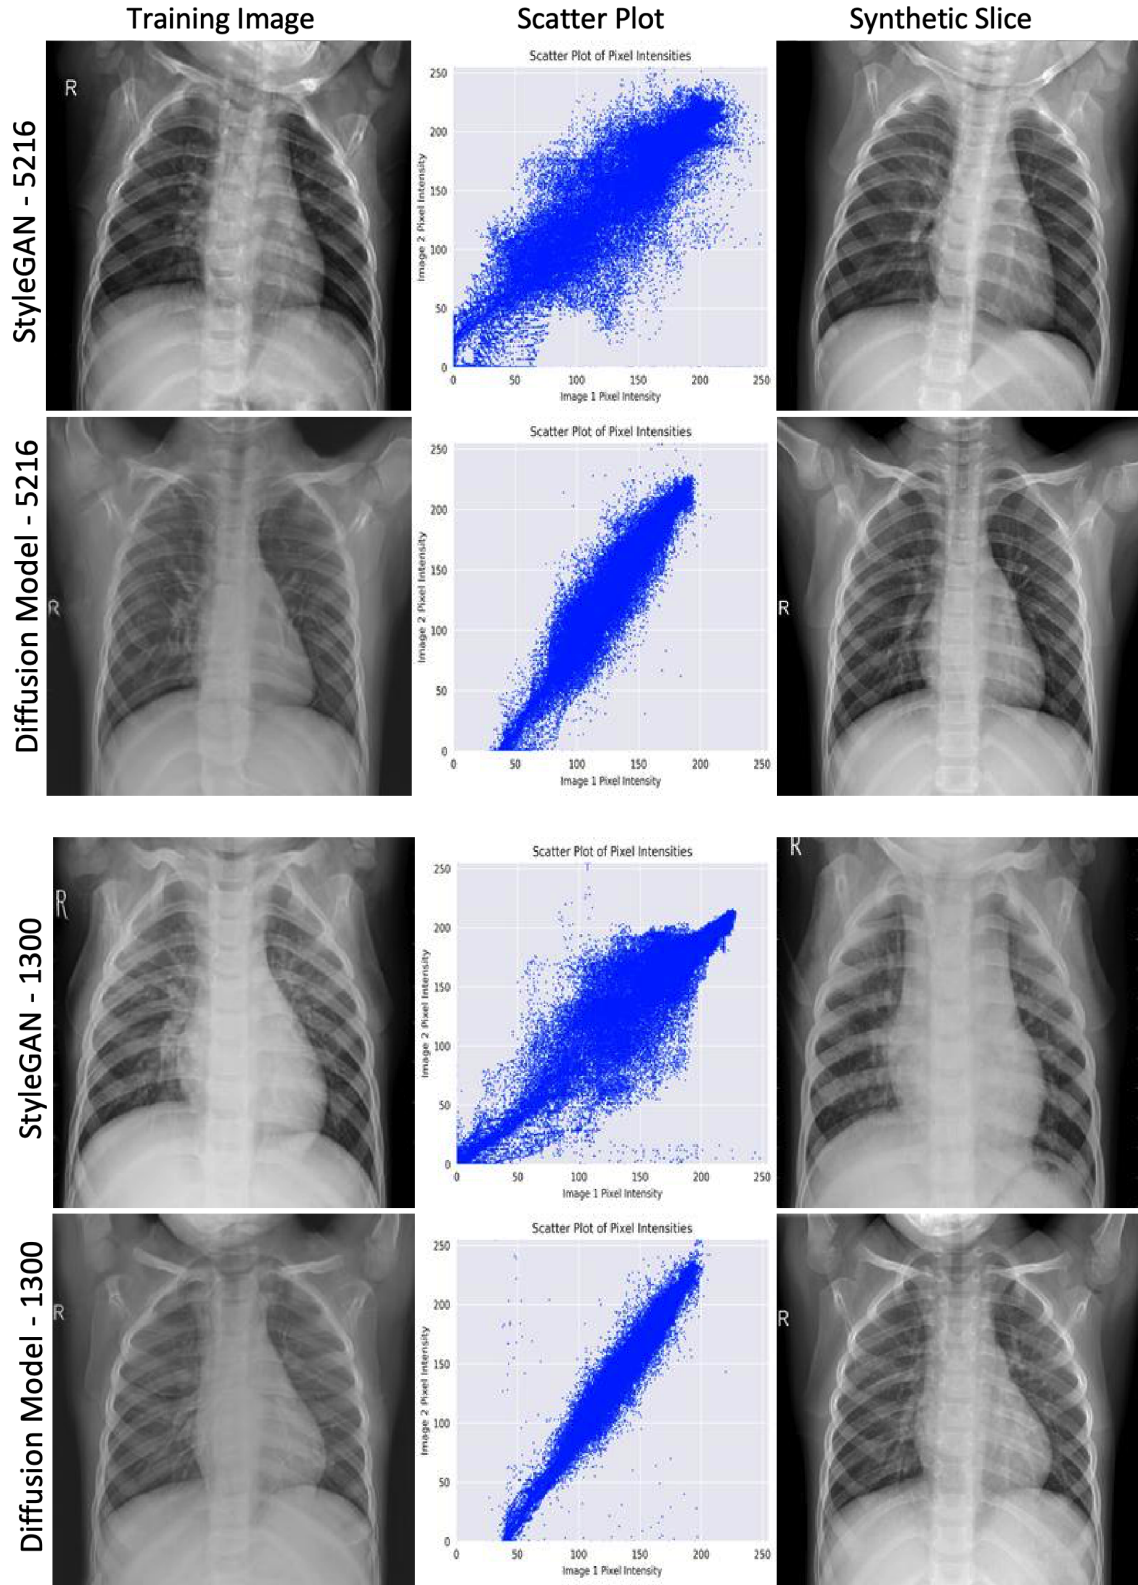 Training Image
Scatter Plot
Synthetic Slice
StyleGAN - 5216
R
Scatter Plot of Pixel Intensities
Image 2 Pixel Intensity
250
200
150
100
50
0
0 50 100 150 200 250
Image 1 Pixel Intensity
Diffusion Model - 5216
R
Scatter Plot of Pixel Intensities
Image 2 Pixel Intensity
250
200
150
100
50
0
0 50 100 150 200 250
Image 1 Pixel Intensity
R
StyleGAN - 1300
R
Scatter Plot of Pixel Intensities
Image 2 Pixel Intensity
250
200
150
100
50
0
0 50 100 150 200 250
Image 1 Pixel Intensity
R
Diffusion Model - 1300
R
Scatter Plot of Pixel Intensities
Image 2 Pixel Intensity
250
200
150
100
50
0
0 50 100 150 200 250
Image 1 Pixel Intensity
R